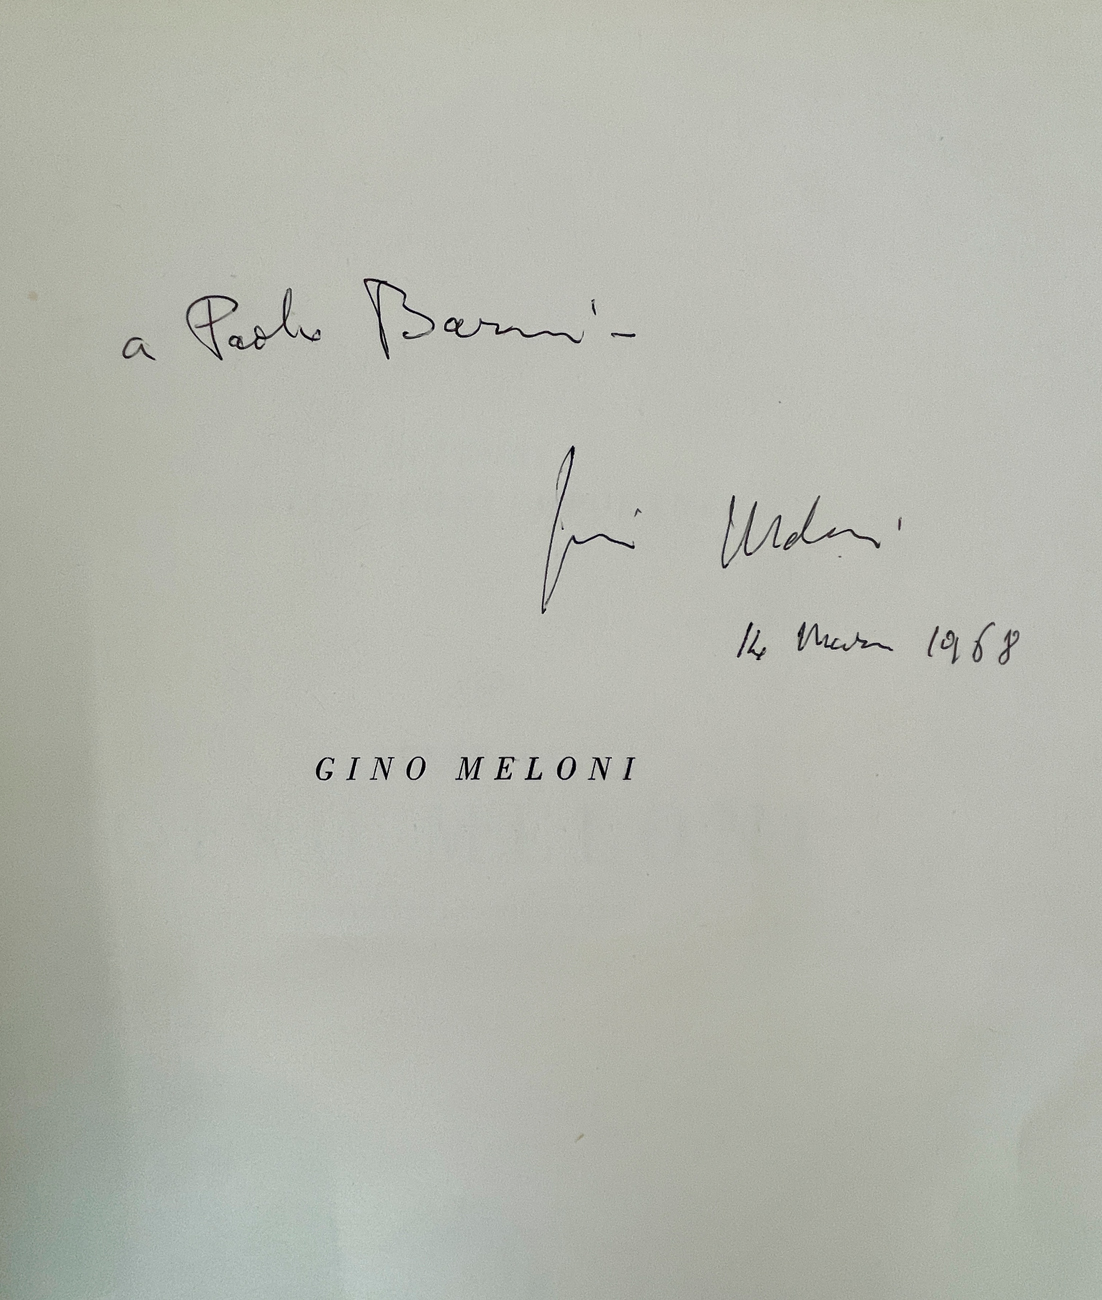 a Paolo Barni -
Gino Meloni
14 Marzo 1968
GINO MELONI